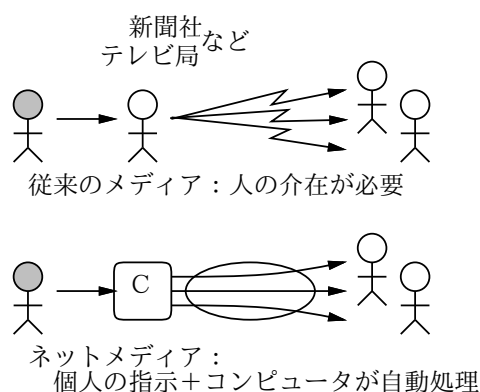 新聞社
テレビ局など
従来のメディア：人の介在が必要
C
ネットメディア：
個人の指示＋コンピュータが自動処理